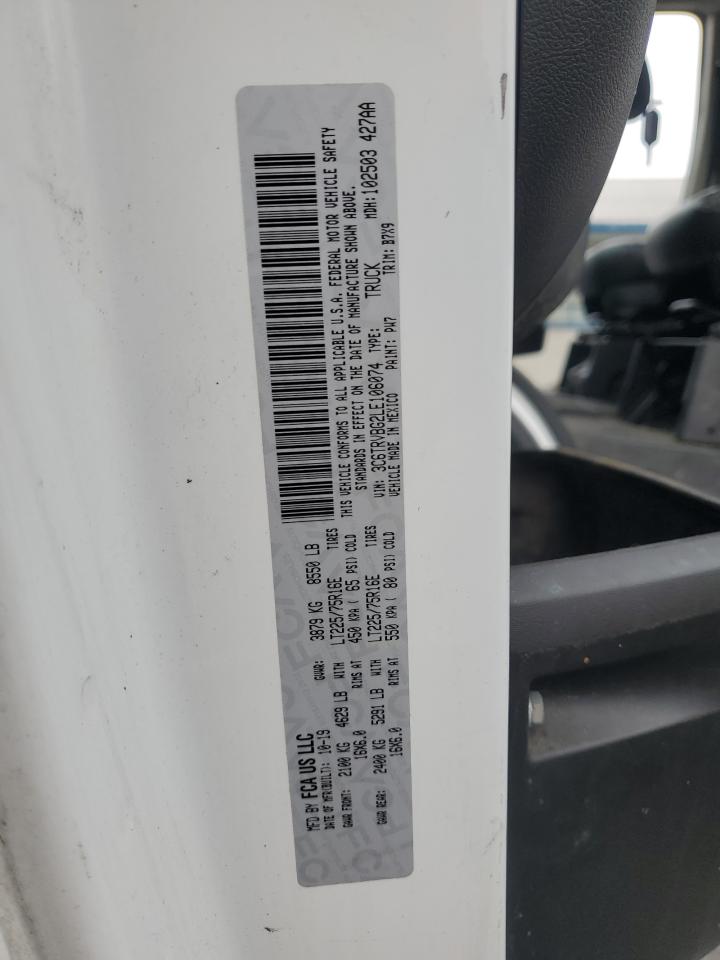 MFD BY FCA US LLC
DATE OF MFR(BUILT): 10-19 GVWR: 3879 KG 8550 LB
GAWR FRONT: 2100 KG 4629 LB WITH LT225/75R16E TIRES
16X6.0 RIMS AT 450 KPA ( 65 PSI) COLD
GAWR REAR: 2400 KG 5291 LB WITH LT225/75R16E TIRES
16X6.0 RIMS AT 550 KPA ( 80 PSI) COLD
THIS VEHICLE CONFORMS TO ALL APPLICABLE U.S.A. FEDERAL MOTOR VEHICLE SAFETY
STANDARDS IN EFFECT ON THE DATE OF MANUFACTURE SHOWN ABOVE.
VIN: 3C6TRVBG2LE106074 TYPE: TRUCK MDH: 102503 427AA
VEHICLE MADE IN MEXICO PAINT: PW7 TRIM: B7X9